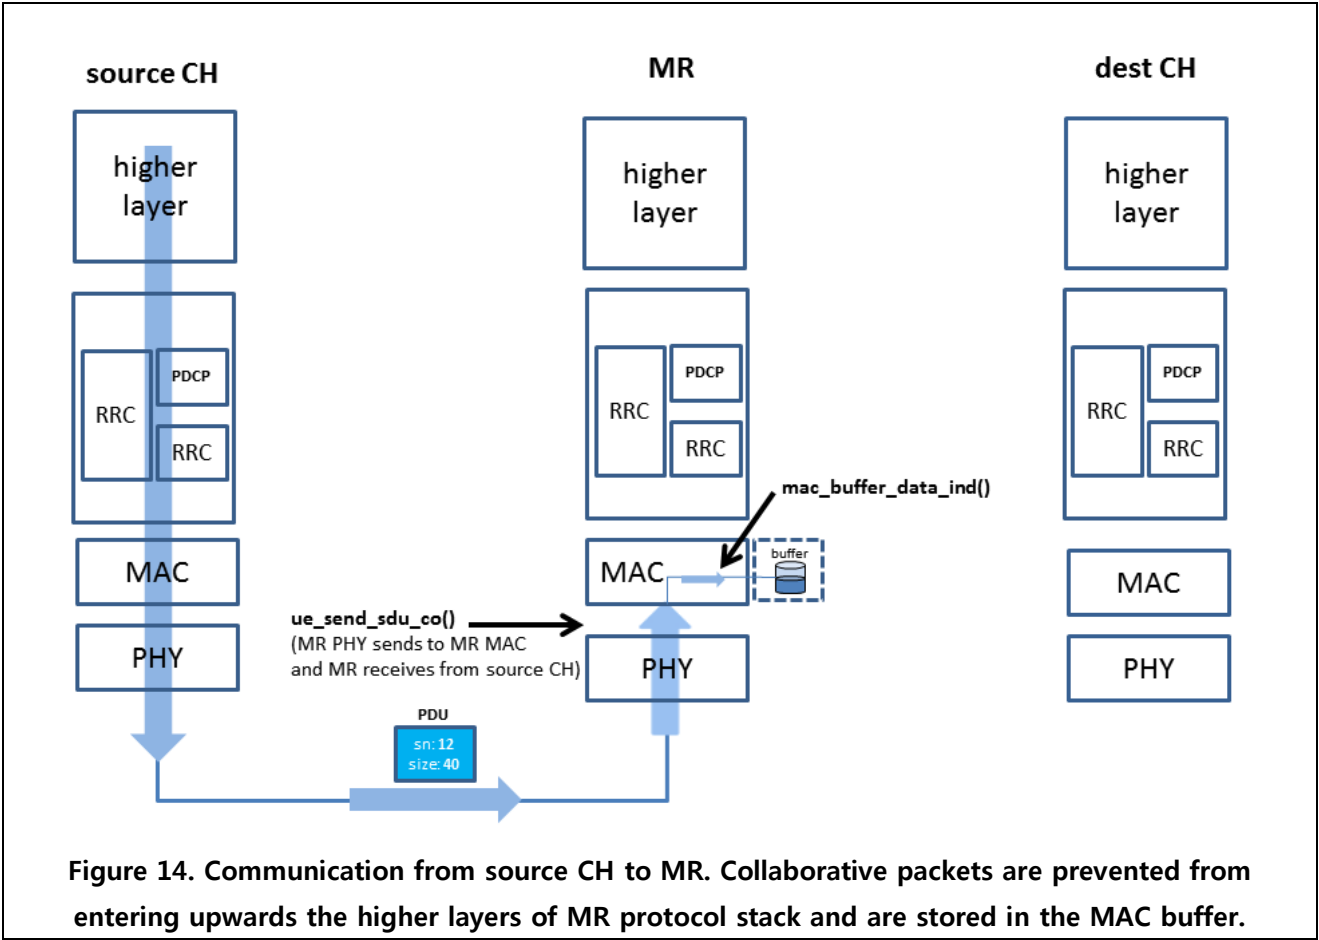 source CH
higher
layer
RRC
PDCP
RRC
MAC
PHY
MR
higher
layer
RRC
PDCP
RRC
mac_buffer_data_ind()
MAC
buffer
ue_send_sdu_co()
(MR PHY sends to MR MAC
and MR receives from source CH)
PHY
PDU
sn: 12
size: 40
dest CH
higher
layer
RRC
PDCP
RRC
MAC
PHY
Figure 14. Communication from source CH to MR. Collaborative packets are prevented from
entering upwards the higher layers of MR protocol stack and are stored in the MAC buffer.